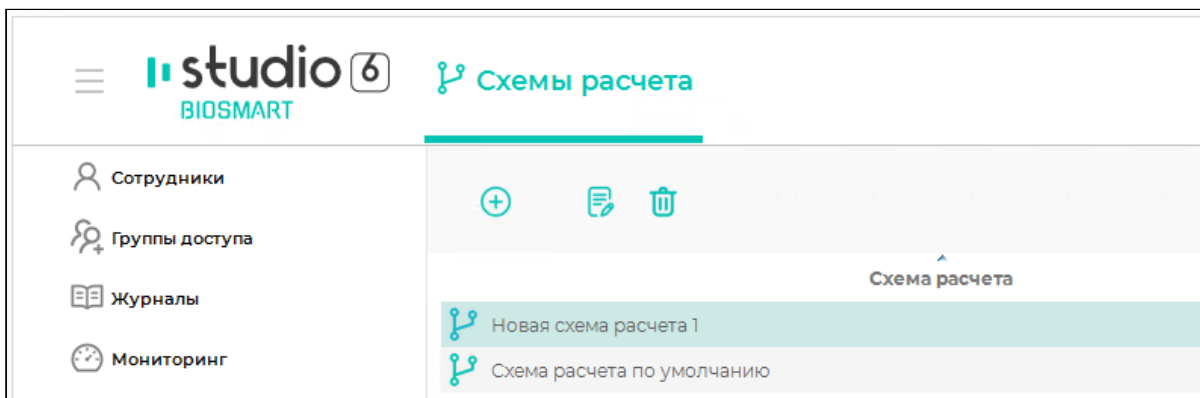 studio 6
BIOSMART
Схемы расчета
Сотрудники
Группы доступа
Журналы
Мониторинг
Схема расчета
Новая схема расчета 1
Схема расчета по умолчанию